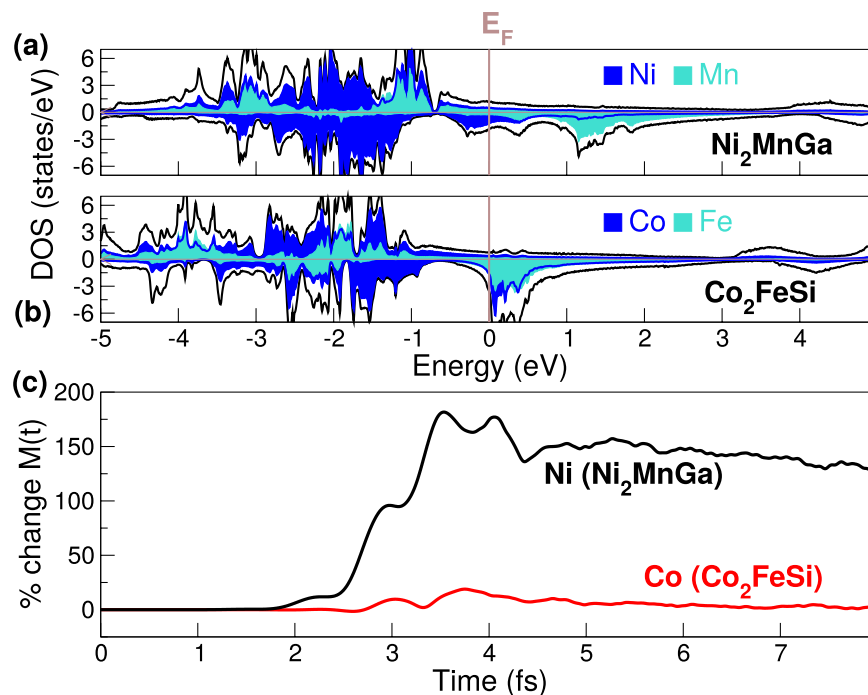 E_F
(a)
6
3
0
-3
-6
Ni Mn
Ni₂MnGa
DOS (states/eV)
6
3
0
-3
-6
Co Fe
Co₂FeSi
(b)
-5 -4 -3 -2 -1 0 1 2 3 4
Energy (eV)
(c)
200
150
100
50
0
% change M(t)
Ni (Ni₂MnGa)
Co (Co₂FeSi)
0 1 2 3 4 5 6 7
Time (fs)